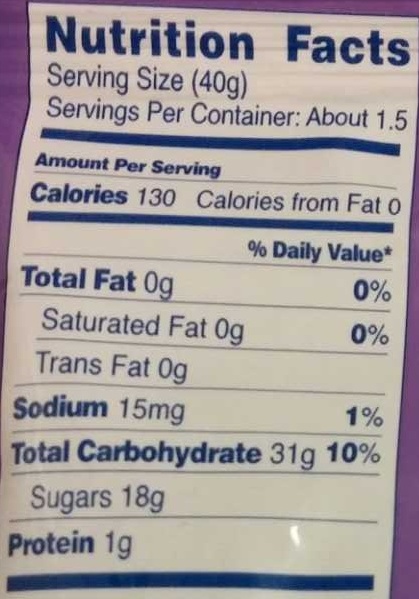 Nutrition Facts
Serving Size (40g)
Servings Per Container: About 1.5
Amount Per Serving
Calories 130 Calories from Fat 0
% Daily Value*
Total Fat 0g 0%
Saturated Fat 0g 0%
Trans Fat 0g
Sodium 15mg 1%
Total Carbohydrate 31g 10%
Sugars 18g
Protein 1g